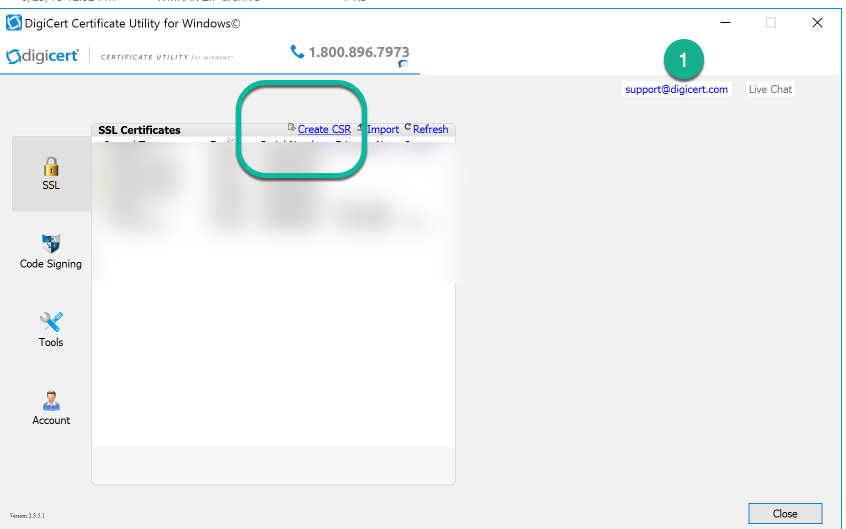 DigiCert Certificate Utility for Windows©
digicert® CERTIFICATE UTILITY for Windows® 1.800.896.7973
1
support@digicert.com Live Chat
SSL Certificates Create CSR Import Refresh
SSL
Code Signing
Tools
Account
Version 2.3.5.1
Close